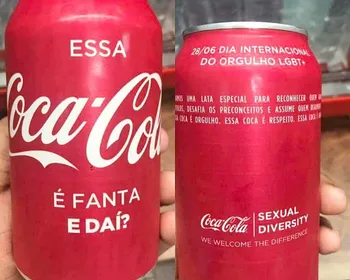 ESSA
Coca-Cola
É FANTA
E DAÍ?
28/06 DIA INTERNACIONAL
DO ORGULHO LGBT+
UMA LATA ESPECIAL PARA RECONHECER QUEM
DESAFIA OS PRECONCEITOS E ASSUME QUEM
COCA É ORGULHO. ESSA COCA É RESPEITO. ESSA COCA É
Coca-Cola
SEXUAL
DIVERSITY
WE WELCOME THE DIFFERENCE